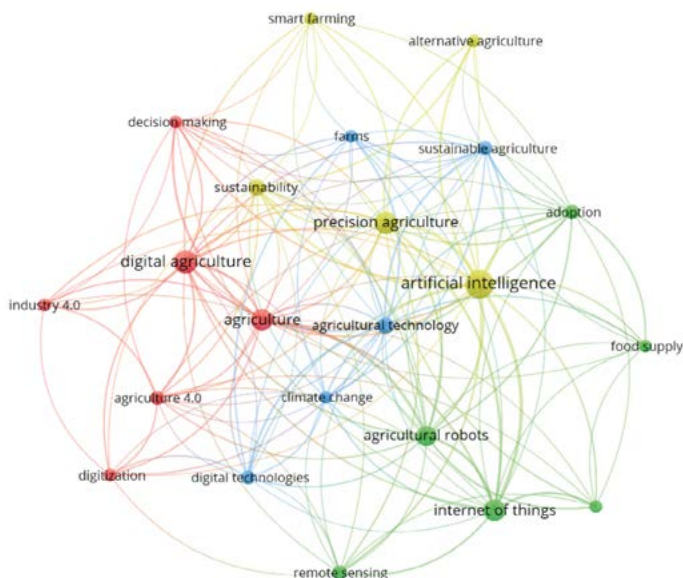 smart farming
alternative agriculture
decision making
farms
sustainable agriculture
sustainability
precision agriculture
adoption
digital agriculture
artificial intelligence
industry 4.0
agriculture
agricultural technology
food supply
agriculture 4.0
climate change
agricultural robots
digitization
digital technologies
internet of things
remote sensing